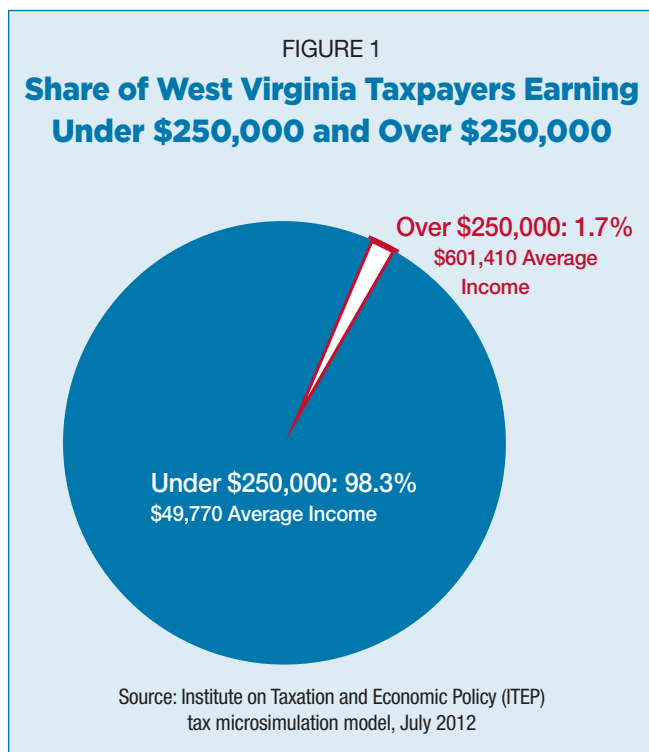 FIGURE 1
Share of West Virginia Taxpayers Earning
Under $250,000 and Over $250,000
Over $250,000: 1.7%
$601,410 Average
Income
Under $250,000: 98.3%
$49,770 Average Income
Source: Institute on Taxation and Economic Policy (ITEP)
tax microsimulation model, July 2012